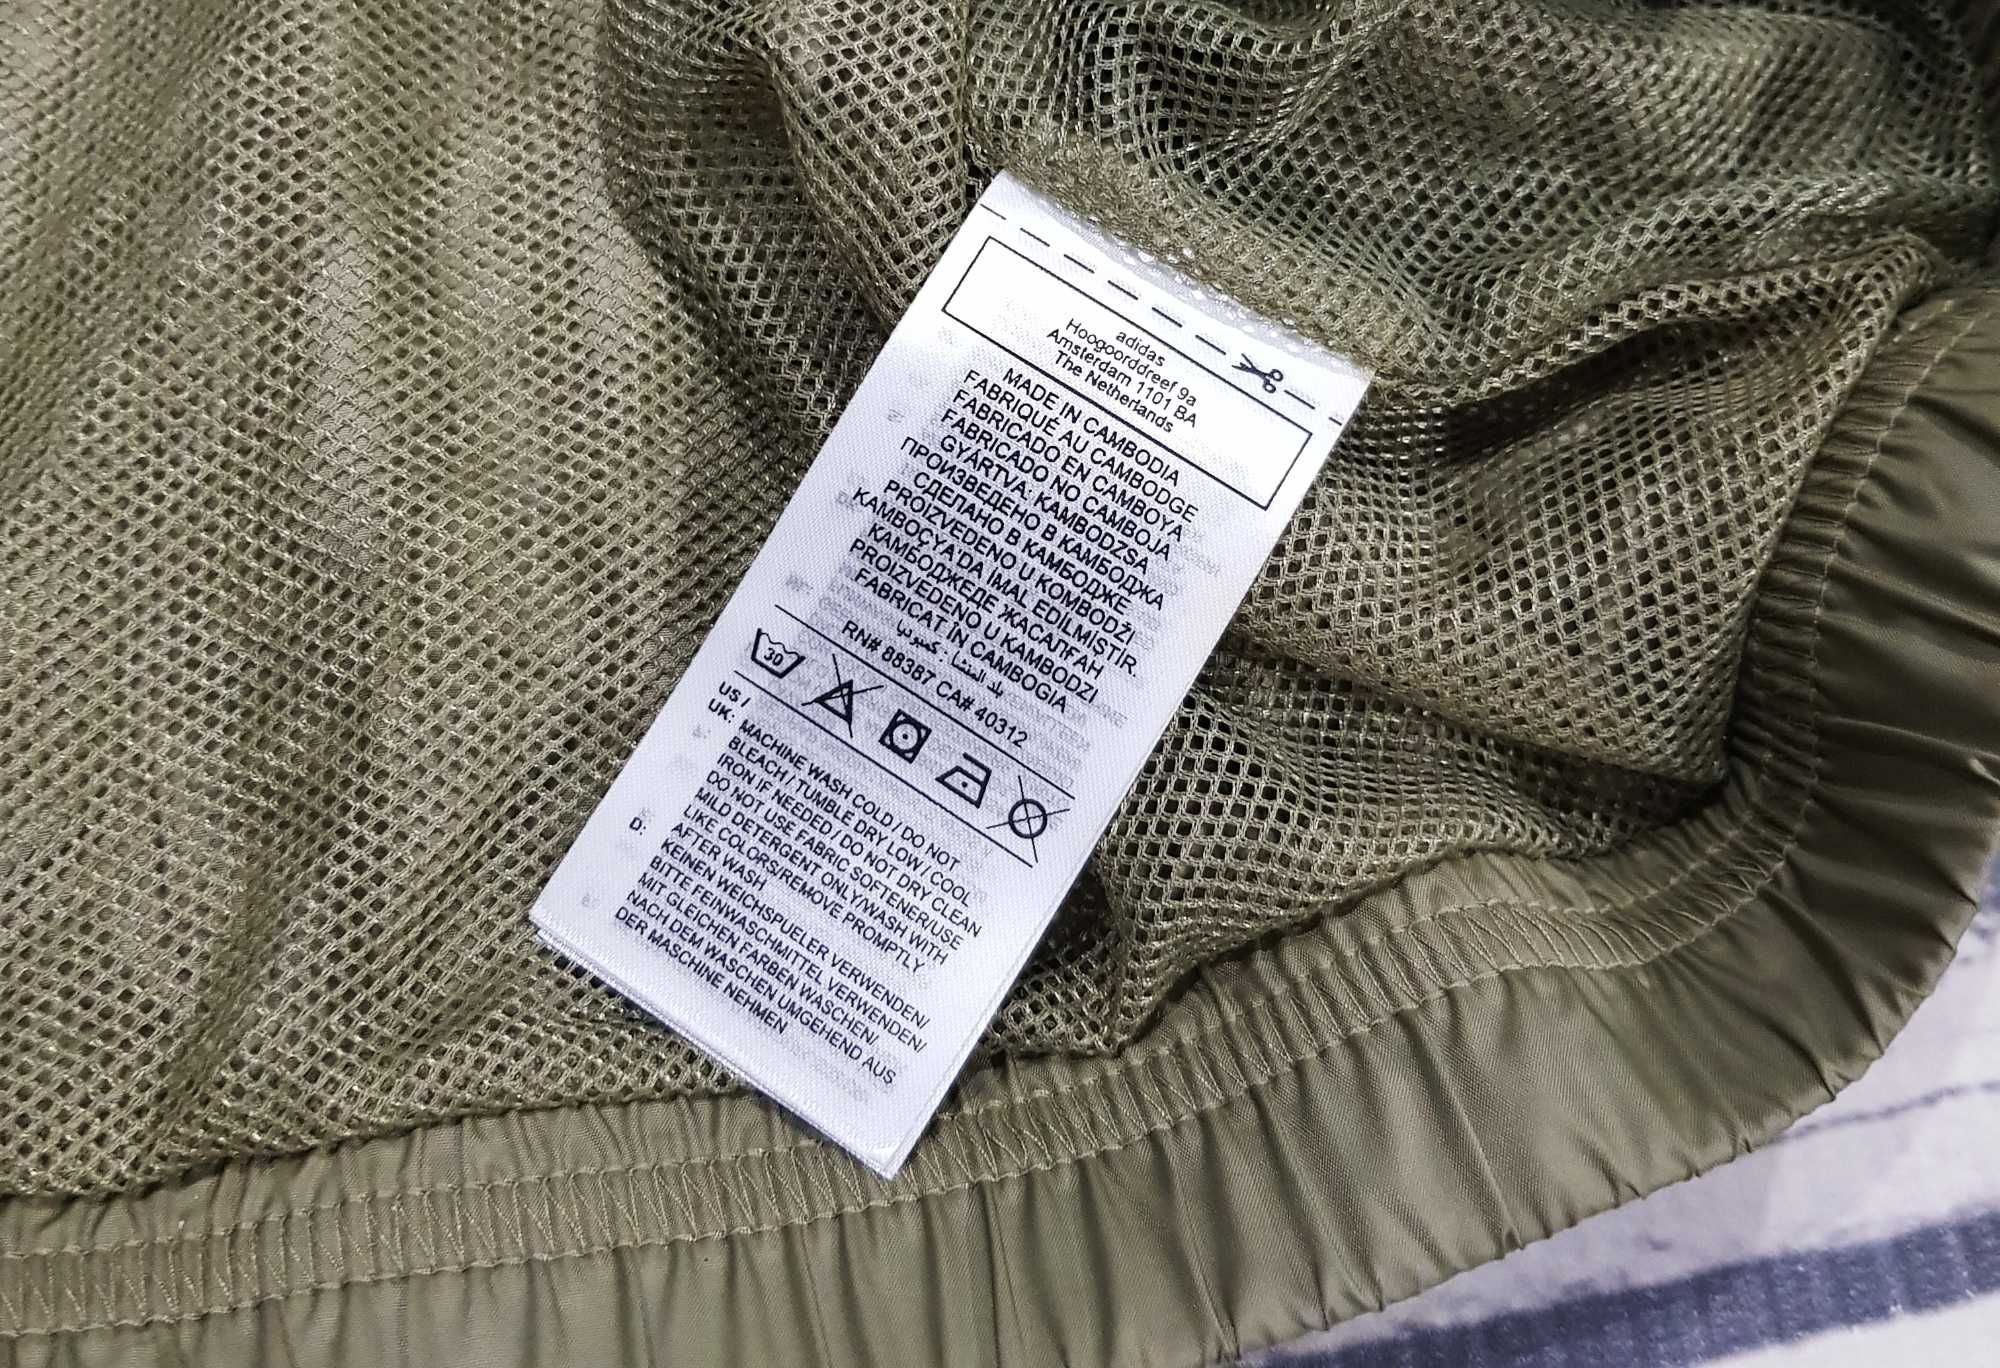 adidas
Hoogoorddreef 9a
Amsterdam 1101 BA
The Netherlands
MADE IN CAMBODIA
FABRIQUÉ AU CAMBODGE
FABRICADO EN CAMBOYA
FABRICADO NO CAMBOJA
GYÁRTVA: KAMBODZSA
ПРОИЗВЕДЕНО В КАМБОДЖА
СДЕЛАНО В КАМБОДЖЕ
PROIZVEDENO U KOMBODŽI
KAMBOÇYA'DA IMAL EDİLMİŞTİR.
КАМБОДЖЕДЕ ЖАСАЛҒАН
PROIZVEDENO U KAMBODZI
FABRICAT ÎN CAMBOGIA
بلد المنشأ : كمبوديا
RN# 88387 CA# 40312
30
US /
UK: MACHINE WASH COLD / DO NOT
BLEACH / TUMBLE DRY LOW / COOL
IRON IF NEEDED / DO NOT DRY CLEAN
DO NOT USE FABRIC SOFTENER/USE
MILD DETERGENT ONLY/WASH WITH
LIKE COLORS/REMOVE PROMPTLY
AFTER WASH
D: KEINEN WEICHSPUELER VERWENDEN/
BITTE FEINWASCHMITTEL VERWENDEN/
MIT GLEICHEN FARBEN WASCHEN/
NACH DEM WASCHEN UMGEHEND AUS
DER MASCHINE NEHMEN